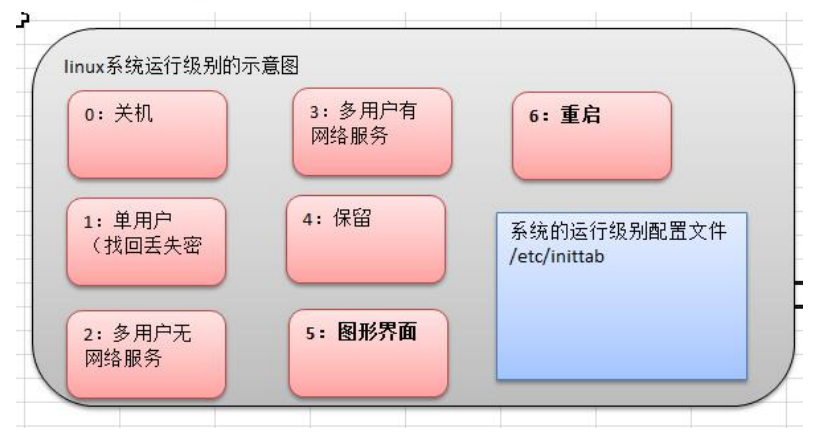 linux系统运行级别的示意图
0：关机
3：多用户有
网络服务
6：重启
1：单用户
（找回丢失密
4：保留
系统的运行级别配置文件
/etc/inittab
2：多用户无
网络服务
5：图形界面